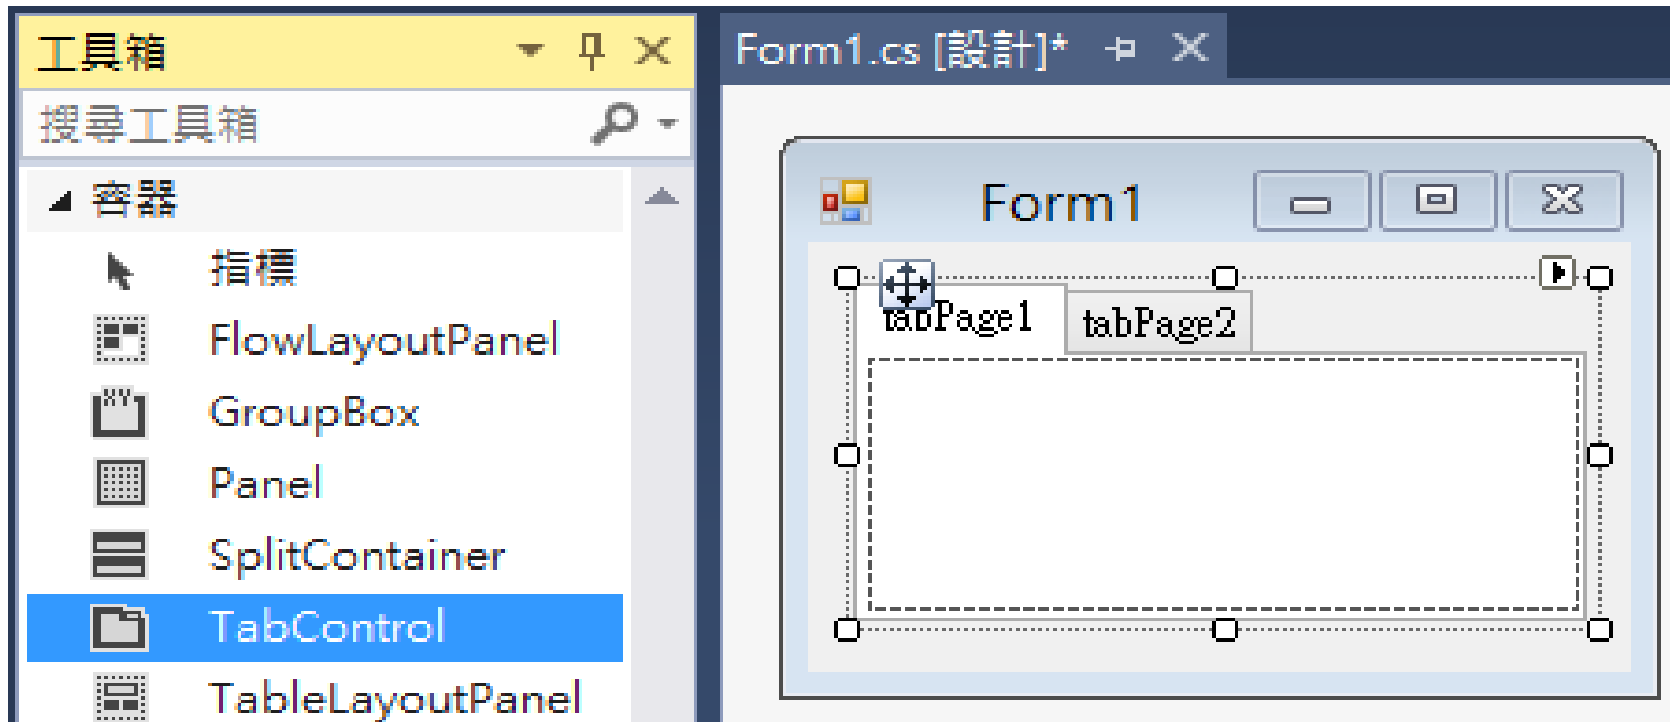 工具箱
搜尋工具箱
容器
指標
FlowLayoutPanel
GroupBox
Panel
SplitContainer
TabControl
TableLayoutPanel
Form1.cs [設計]*
Form1
tabPage1
tabPage2